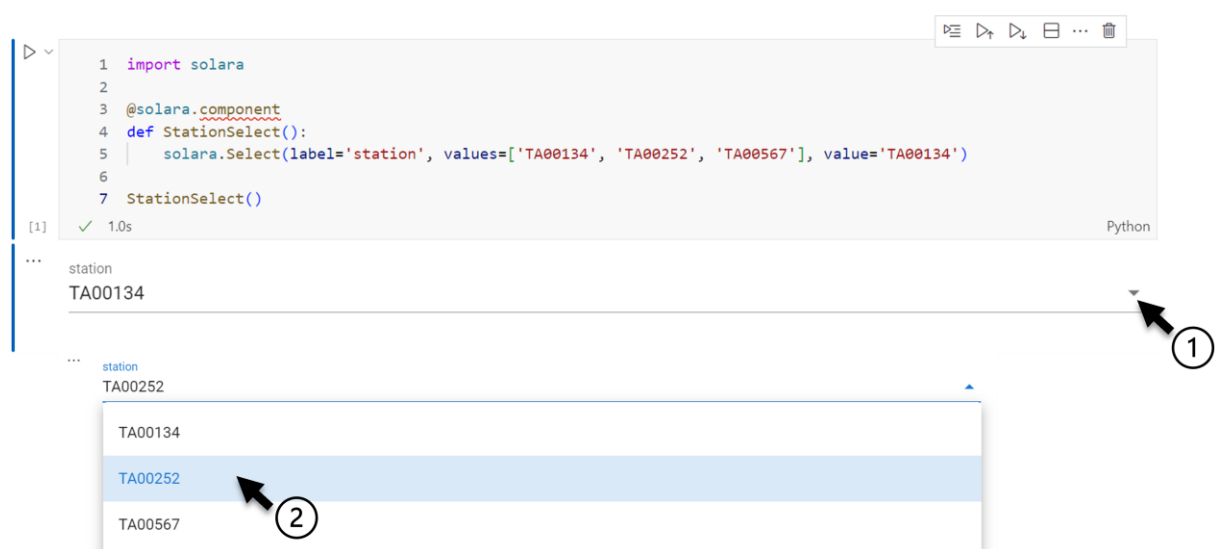 1 import solara
2
3 @solara.component
4 def StationSelect():
5     solara.Select(label='station', values=['TA00134', 'TA00252', 'TA00567'], value='TA00134')
6
7 StationSelect()
[1] ✓ 1.0s Python
... station
TA00134
1
... station
TA00252
TA00134
TA00252
2
TA00567